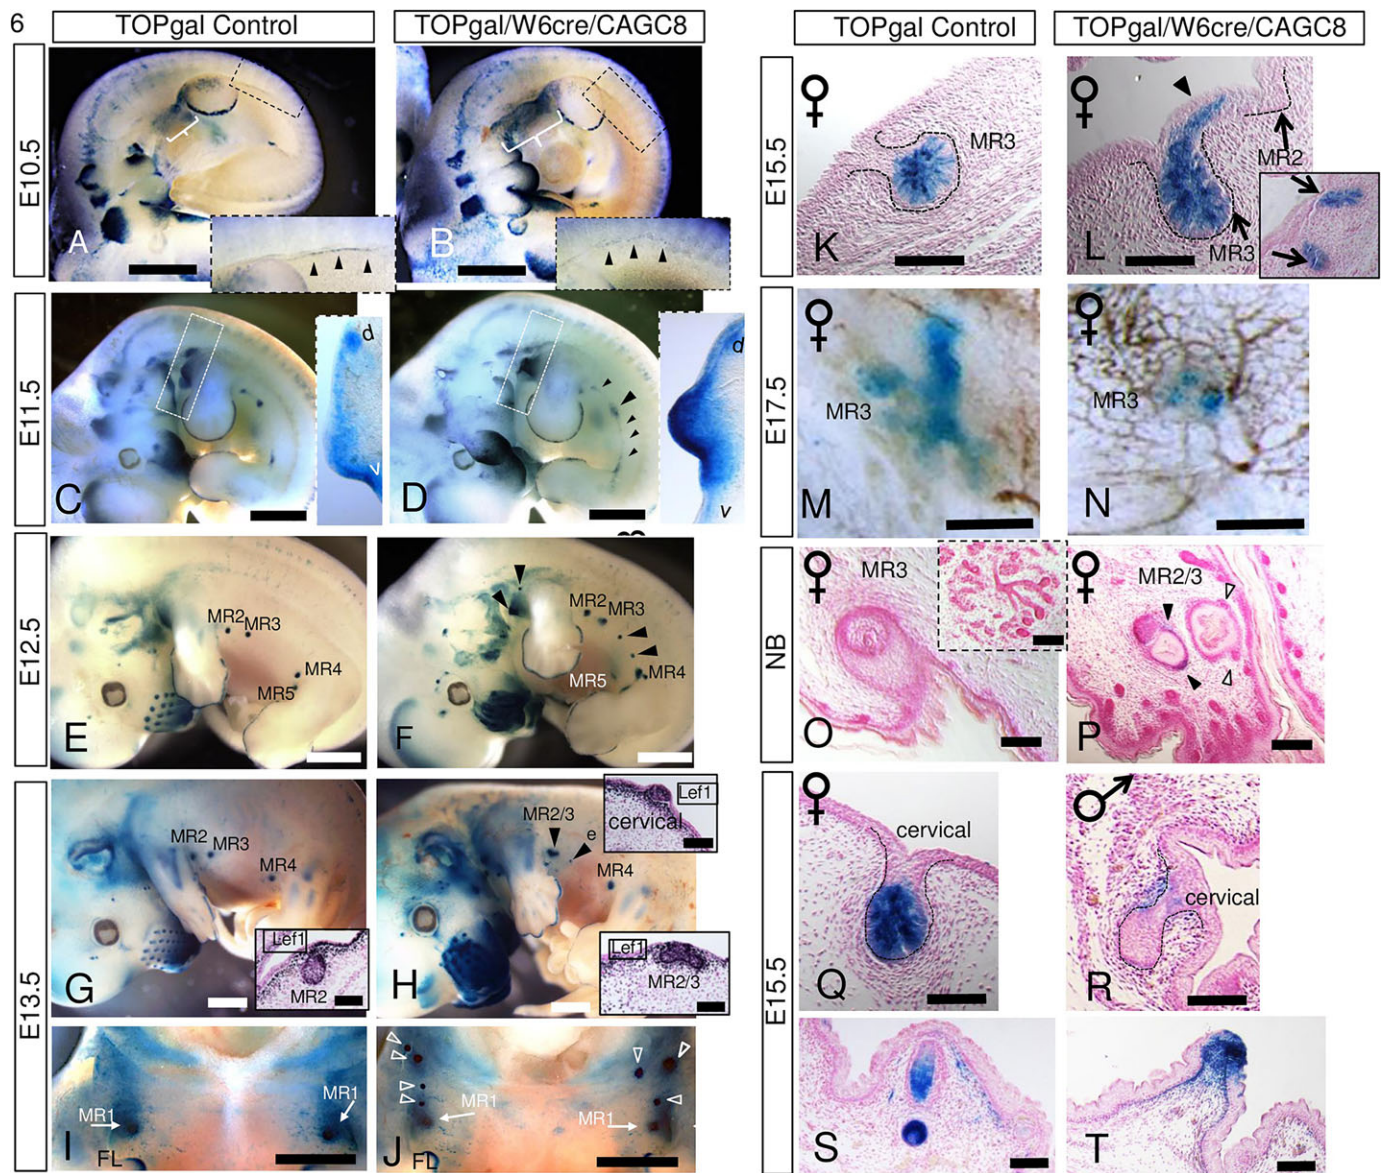 6
TOPgal Control
TOPgal/W6cre/CAGC8
E10.5
A
B
E11.5
C
d
v
D
d
v
E12.5
E
MR2
MR3
MR4
MR5
F
MR2
MR3
MR4
MR5
E13.5
G
MR2
MR3
MR4
Lef1
MR2
H
MR2/3
e
MR4
Lef1
cervical
Lef1
MR2/3
I
MR1
MR1
FL
J
MR1
MR1
FL
TOPgal Control
TOPgal/W6cre/CAGC8
E15.5
♀
MR3
K
♀
MR2
MR3
L
E17.5
♀
MR3
M
♀
MR3
N
NB
♀
MR3
O
♀
MR2/3
P
E15.5
♀
cervical
Q
♂
cervical
R
S
T